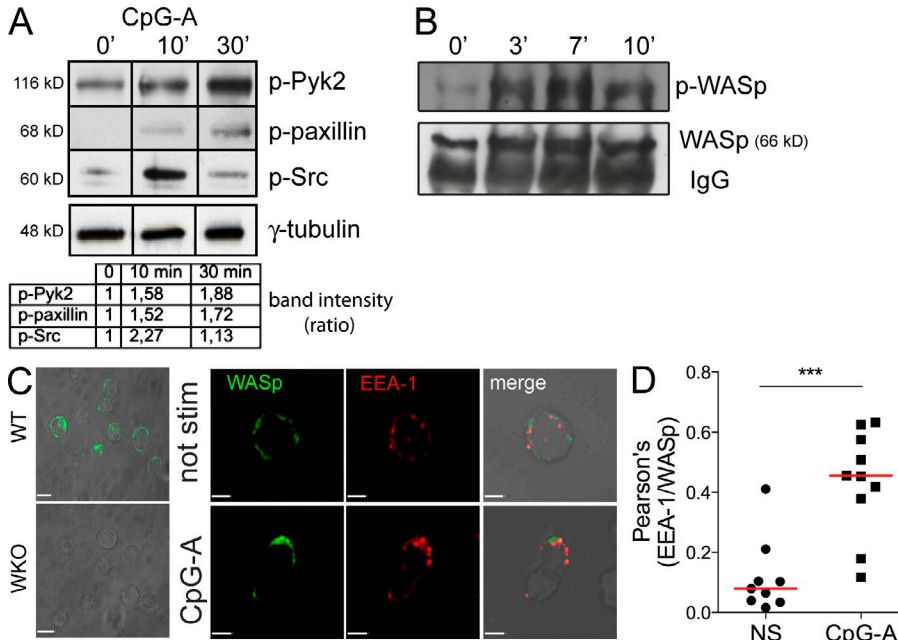 A
CpG-A
0’ 10’ 30’
116 kD p-Pyk2
68 kD p-paxillin
60 kD p-Src
48 kD γ-tubulin
0 10 min 30 min
p-Pyk2 1 1,58 1,88
p-paxillin 1 1,52 1,72
p-Src 1 2,27 1,13
band intensity
(ratio)
B
0’ 3’ 7’ 10’
p-WASp
WASp (66 kD)
IgG
C
WT
WKO
not stim
CpG-A
WASp EEA-1 merge
D
***
Pearson's
(EEA-1/WASp)
0.8
0.6
0.4
0.2
0.0
NS CpG-A